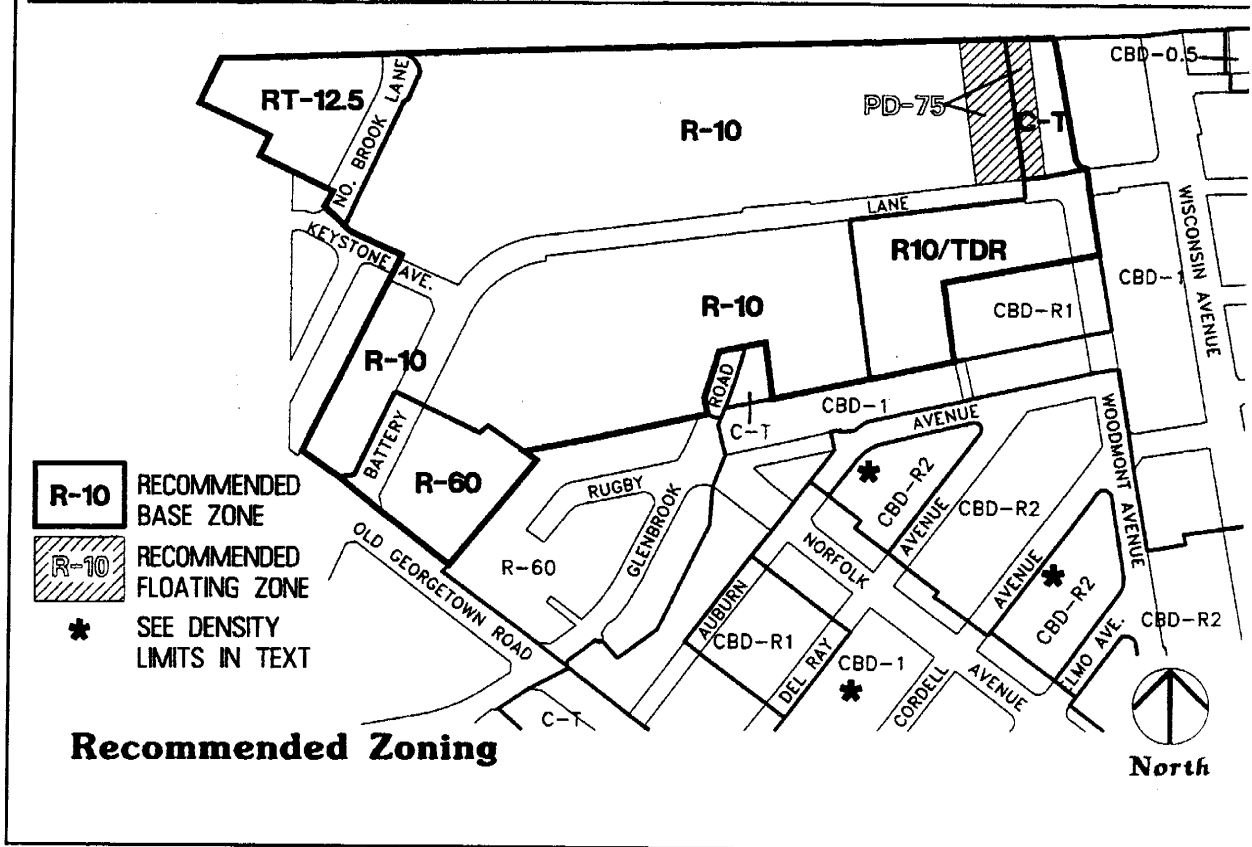 CBD-0.5
RT-12.5
NO. BROOK LANE
R-10
PD-75
C-T
LANE
WISCONSIN AVENUE
KEYSTONE AVE.
R10/TDR
CBD-1
CBD-R1
R-10
R-10
ROAD
C-T
CBD-1
AVENUE
WOODMONT AVENUE
BATTERY
R-60
RUGBY
GLENBROOK
CBD-R2
*
AVENUE
CBD-R2
R-10
RECOMMENDED
BASE ZONE
R-10
RECOMMENDED
FLOATING ZONE
*
SEE DENSITY
LIMITS IN TEXT
OLD GEORGETOWN ROAD
R-60
NORFOLK
AVENUE
AVENUE
*
CBD-R2
ELMO AVE.
CBD-R2
AUBURN
CBD-R1
DEL RAY
CBD-1
*
CORDELL
C-T
Recommended Zoning
North